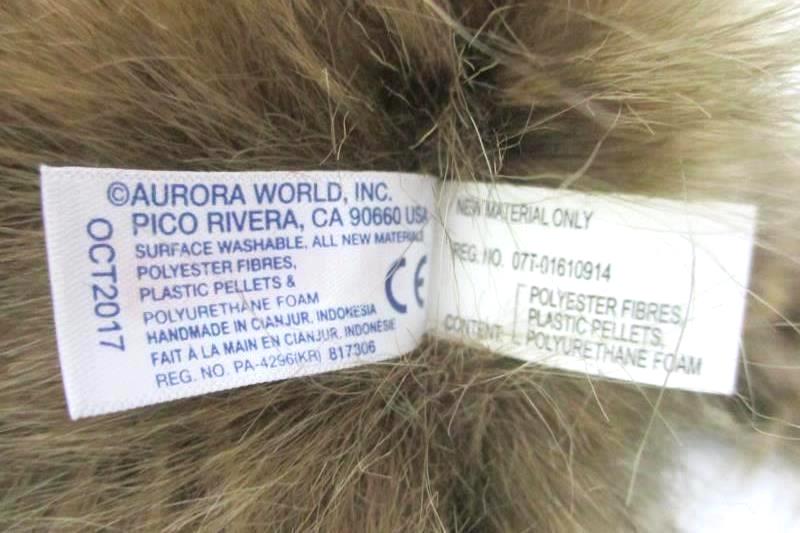 ©AURORA WORLD, INC.
PICO RIVERA, CA 90660 USA
SURFACE WASHABLE, ALL NEW MATERIALS
POLYESTER FIBRES,
PLASTIC PELLETS &
POLYURETHANE FOAM
HANDMADE IN CIANJUR, INDONESIA
FAIT À LA MAIN EN CIANJUR, INDONÉSIE
REG. NO. PA-4296(KR) 817306
OCT2017
CE
NEW MATERIAL ONLY
REG. NO. 07T-01610914
CONTENT
POLYESTER FIBRES,
PLASTIC PELLETS,
POLYURETHANE FOAM